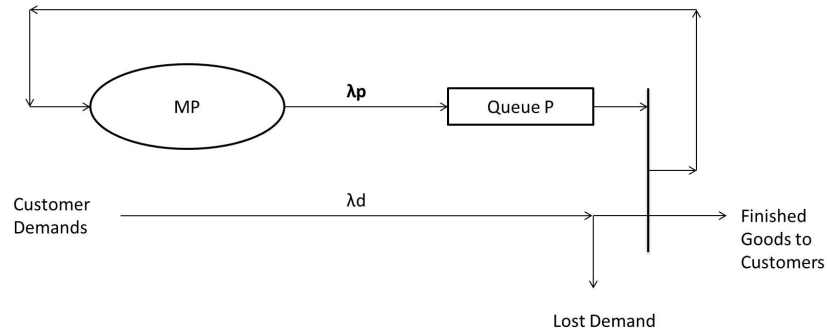 λp
MP
Queue P
λd
Customer
Demands
Finished
Goods to
Customers
Lost Demand